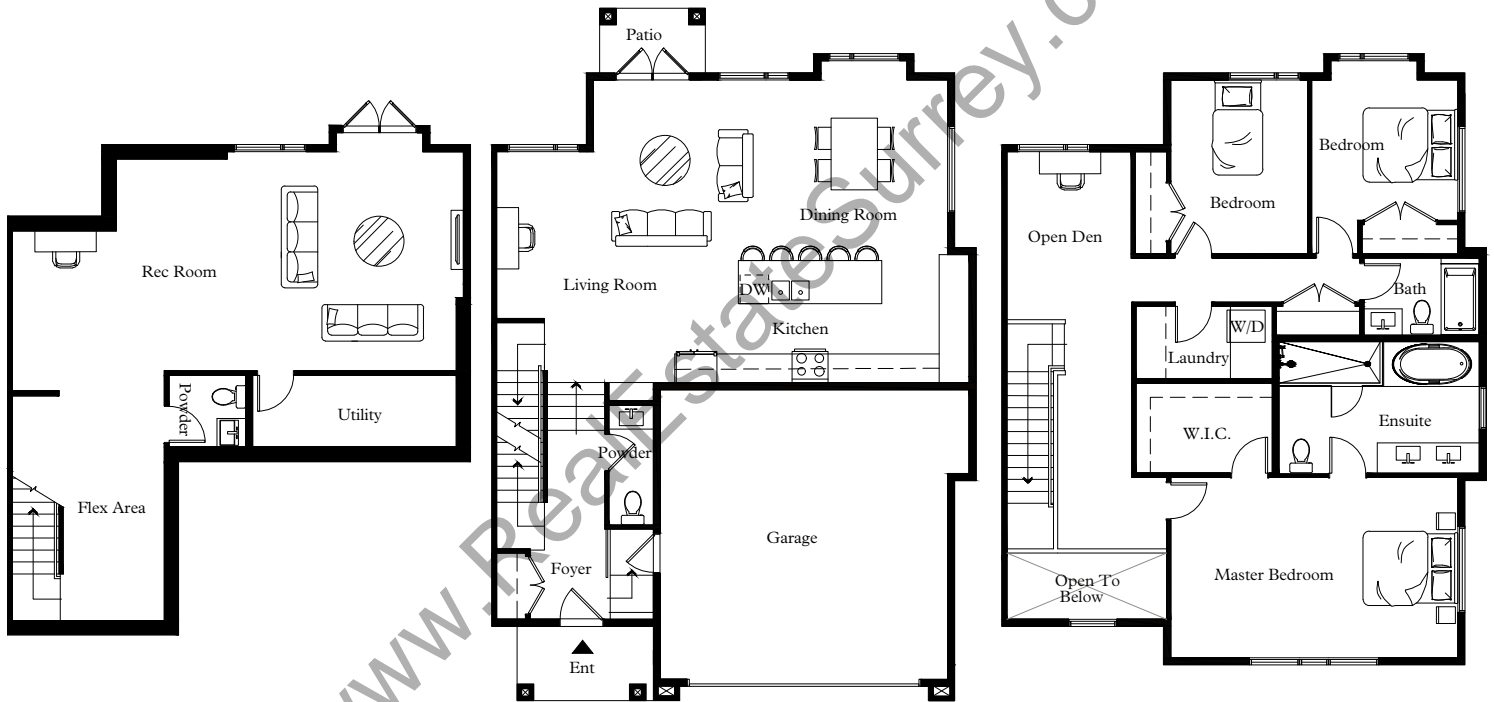 Rec Room
Powder
Utility
Flex Area
Patio
Dining Room
Living Room
DW
Kitchen
Powder
Garage
Foyer
Ent
Bedroom
Bedroom
Open Den
Bath
W/D
Laundry
W.I.C.
Ensuite
Master Bedroom
Open To
Below
www.RealEstateSurrey.c